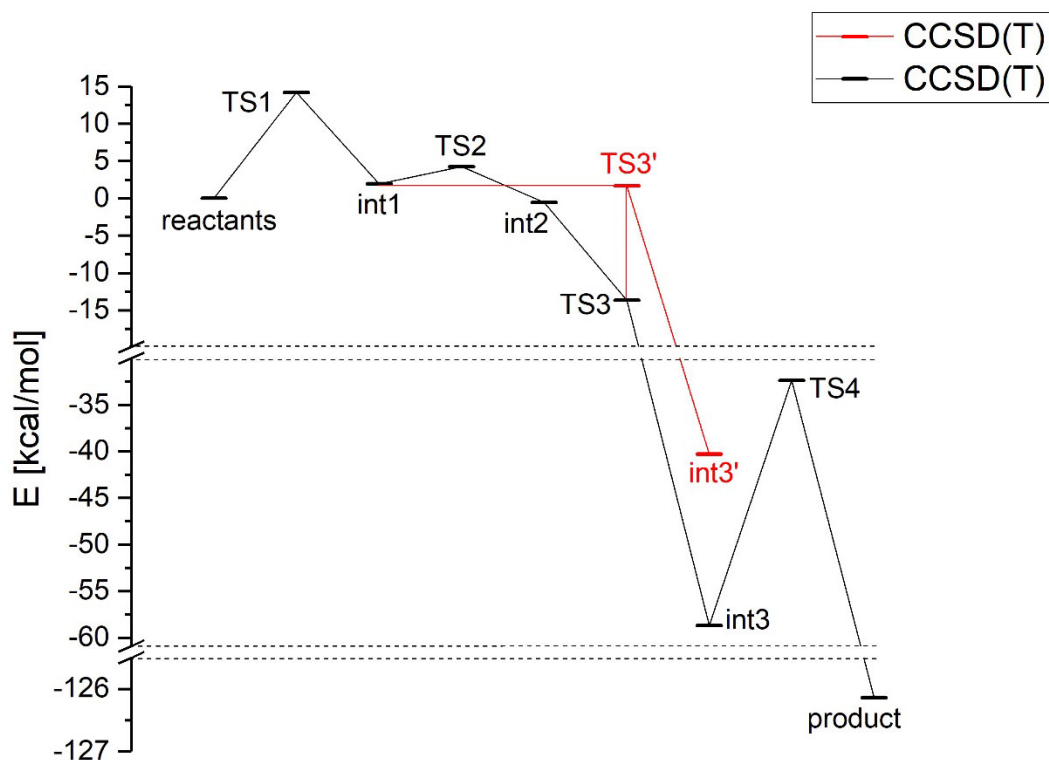 CCSD(T)
CCSD(T)
E [kcal/mol]
15
10
5
0
-5
-10
-15
-35
-40
-45
-50
-55
-60
-126
-127
reactants
TS1
int1
TS2
int2
TS3'
TS3
int3'
int3
TS4
product